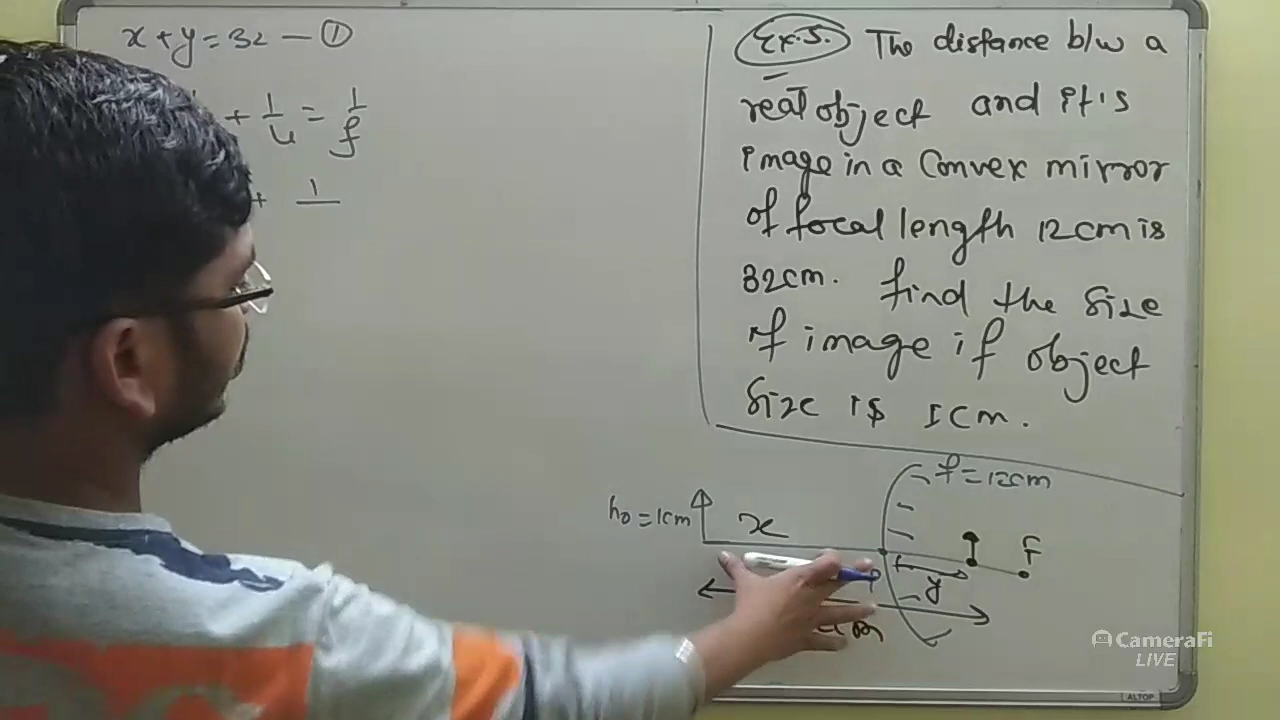 x+y=32 — ①
+ 1/u = 1/f
+ 1/
Ex.5. The distance b/w a
real object and it's
image in a Convex mirror
of focal length 12cm is
32cm. find the size
of image if object
size is 1cm.
f=12cm
h₀=1cm
x
F
P
y
cm
CameraFi
LIVE
ALTOP